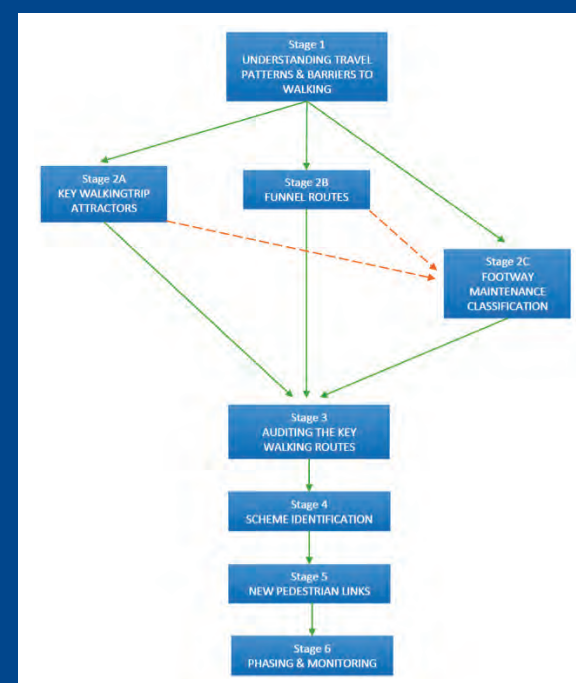 Stage 1
UNDERSTANDING TRAVEL
PATTERNS & BARRIERS TO
WALKING
Stage 2A
KEY WALKINGTRIP
ATTRACTORS
Stage 2B
FUNNEL ROUTES
Stage 2C
FOOTWAY
MAINTENANCE
CLASSIFICATION
Stage 3
AUDITING THE KEY
WALKING ROUTES
Stage 4
SCHEME IDENTIFICATION
Stage 5
NEW PEDESTRIAN LINKS
Stage 6
PHASING & MONITORING